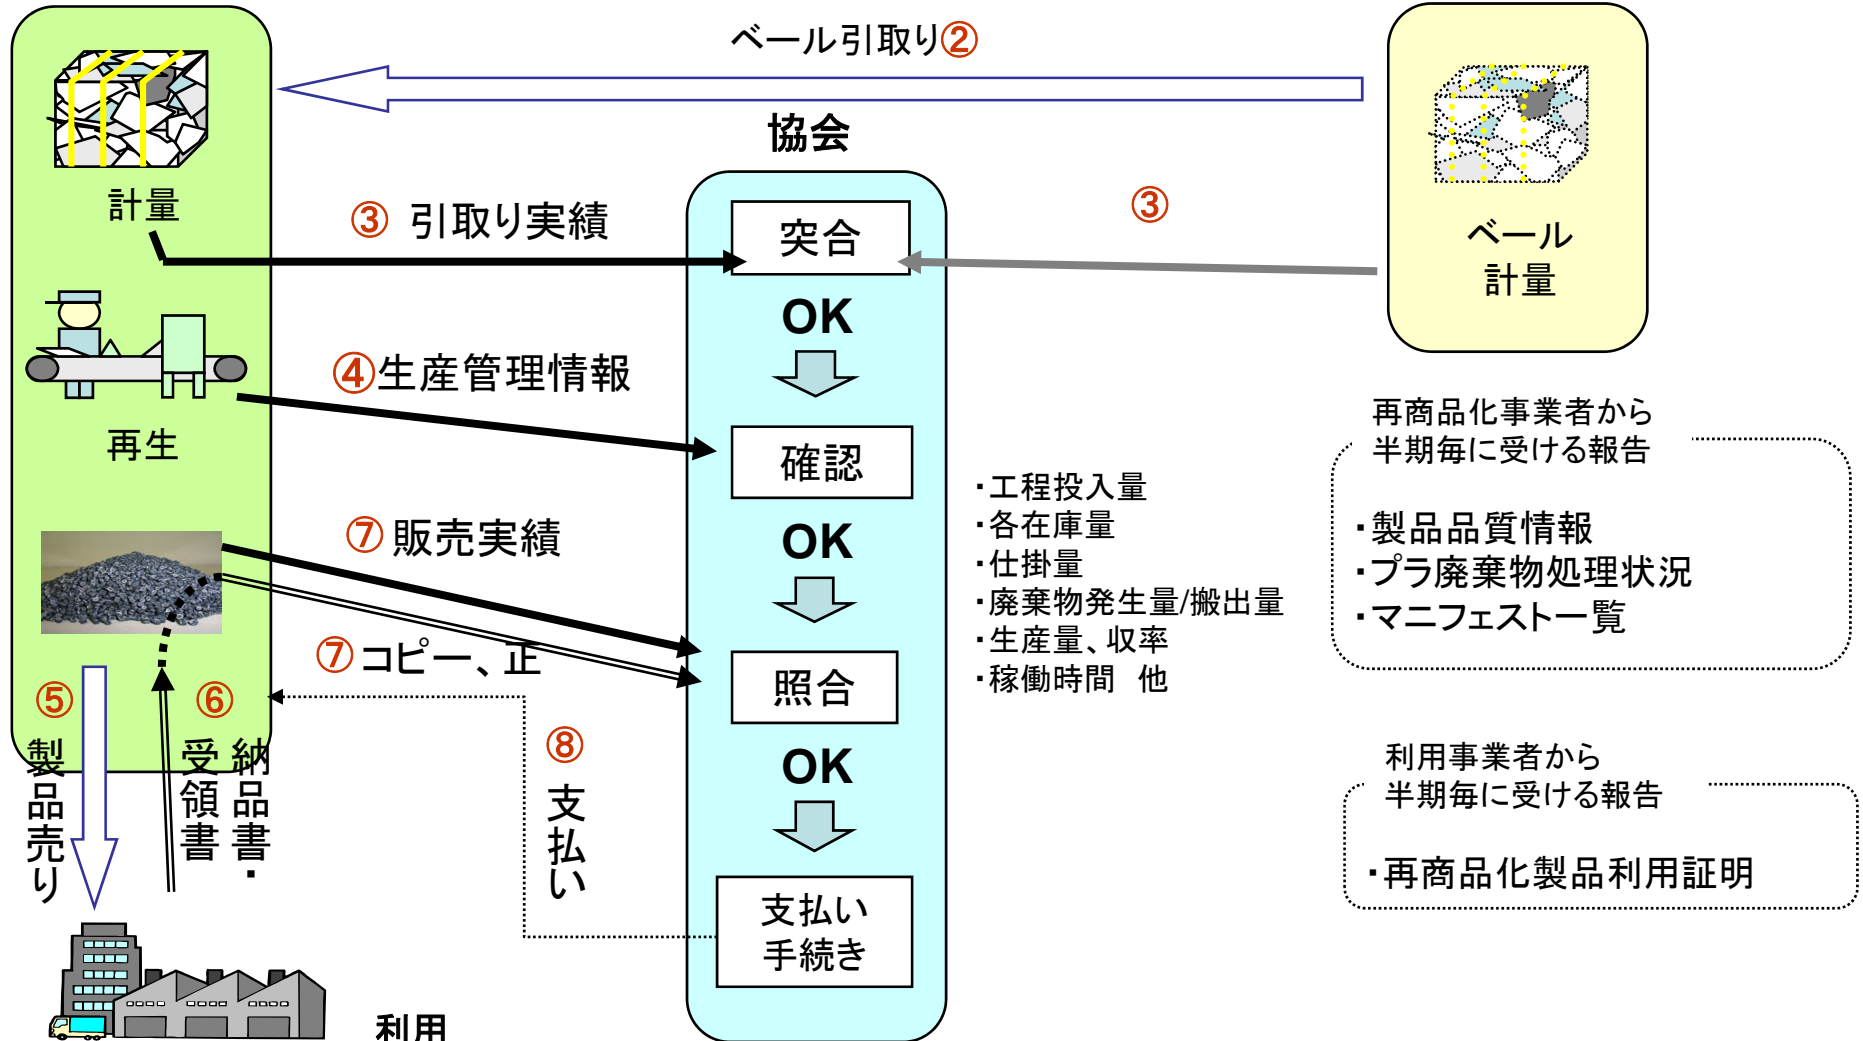 ベール引取り②
協会
計量
③ 引取り実績
突合
③
ベール
計量
OK
④生産管理情報
再生
確認
再商品化事業者から
半期毎に受ける報告
・工程投入量
・各在庫量
・仕掛量
・廃棄物発生量/搬出量
・生産量、収率
・稼働時間 他
・製品品質情報
・プラ廃棄物処理状況
・マニフェスト一覧
OK
⑦ 販売実績
⑦ コピー、正
照合
⑤
製品売り
⑥
納品書・
受領書
⑧
支払い
OK
利用事業者から
半期毎に受ける報告
・再商品化製品利用証明
支払い
手続き
利用